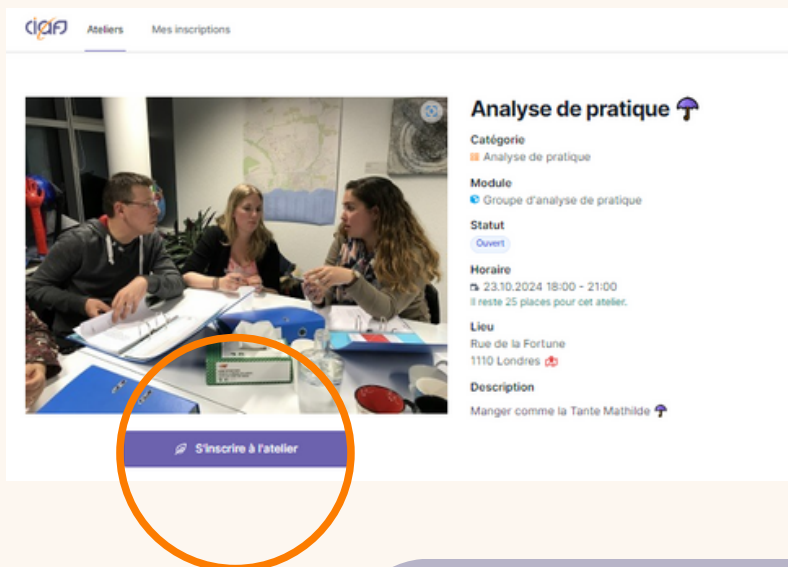 ciafJ
Ateliers
Mes inscriptions
Analyse de pratique
Catégorie
Analyse de pratique
Module
Groupe d'analyse de pratique
Statut
Ouvert
Horaire
23.10.2024 18:00 - 21:00
Il reste 25 places pour cet atelier.
Lieu
Rue de la Fortune
1110 Londres
Description
Manger comme la Tante Mathilde
S'inscrire à l'atelier